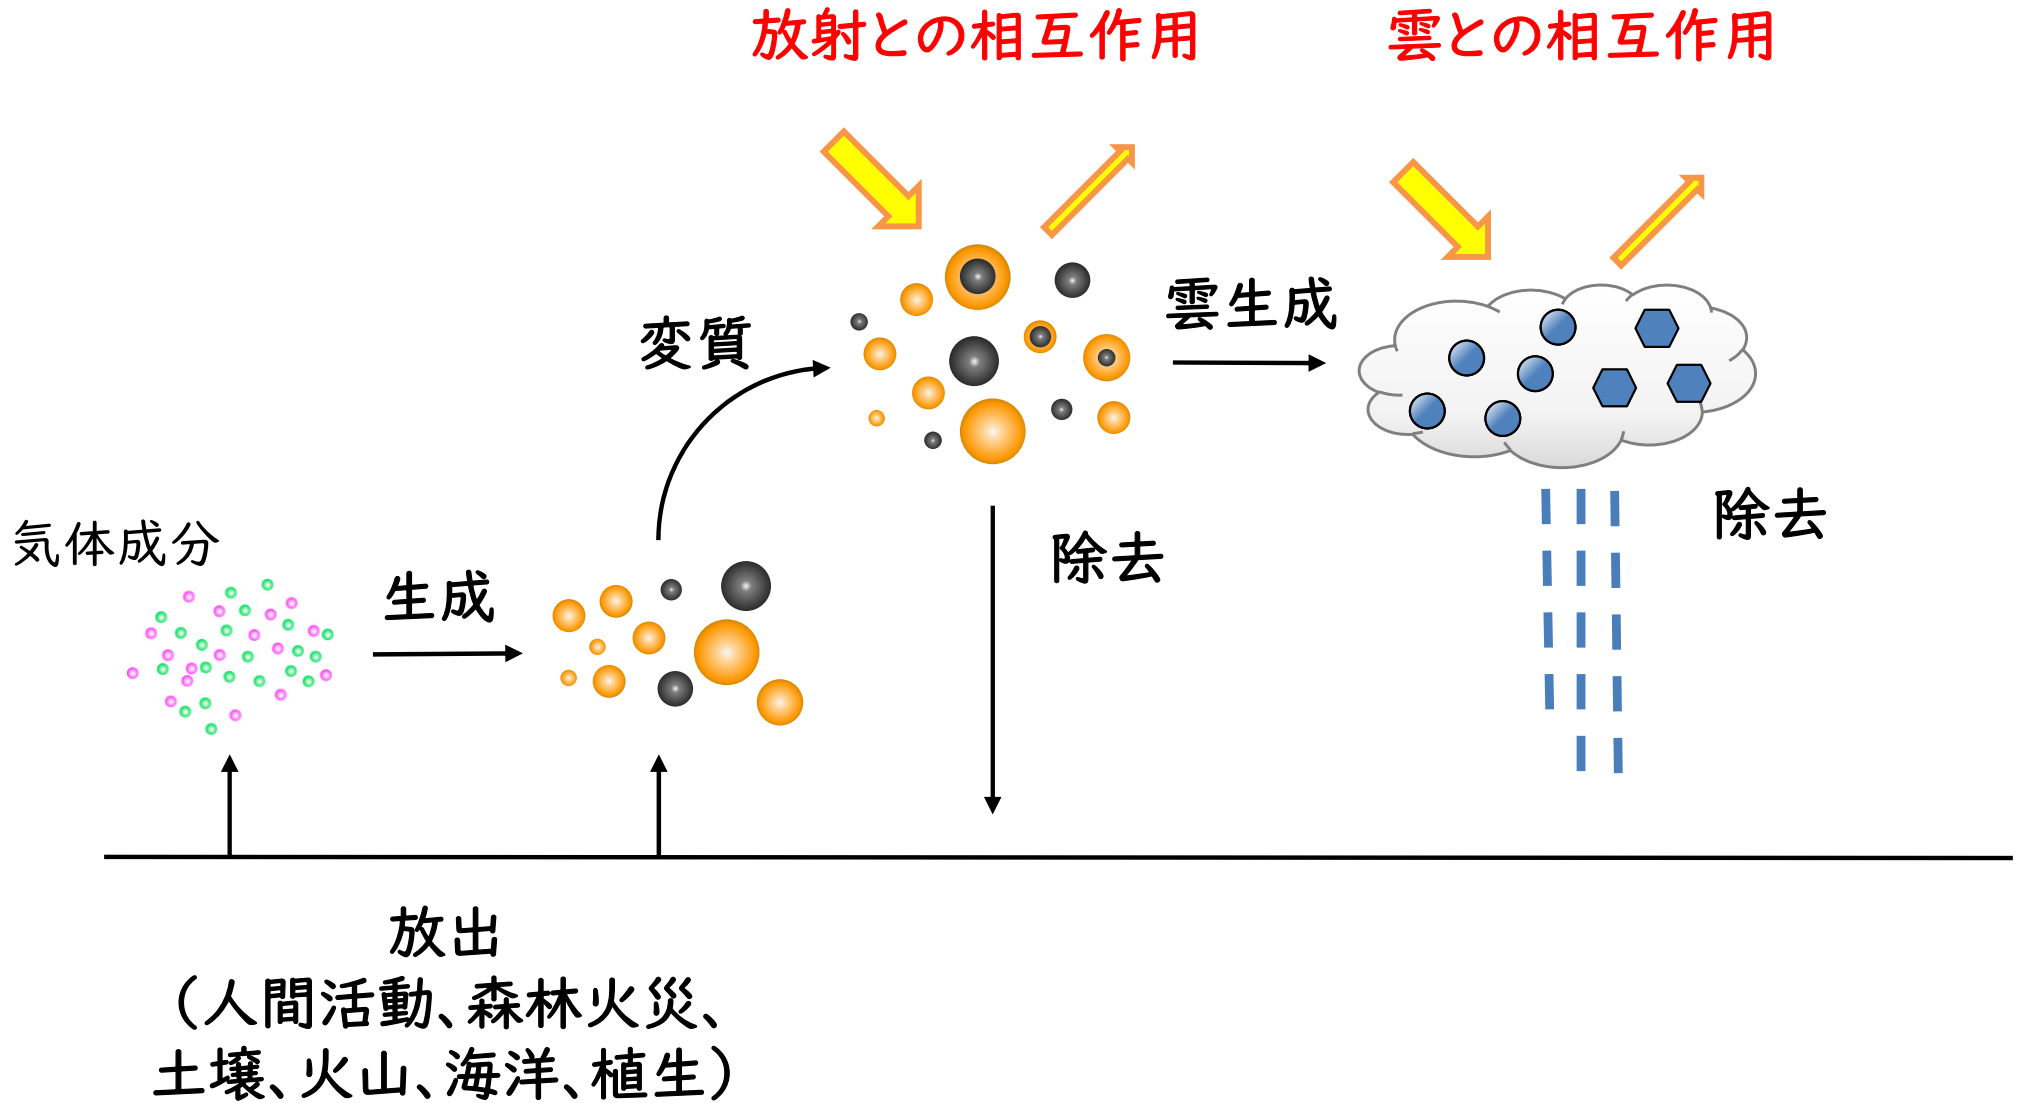 放射との相互作用
雲との相互作用
雲生成
変質
気体成分
生成
除去
除去
放出
（人間活動、森林火災、
土壌、火山、海洋、植生）